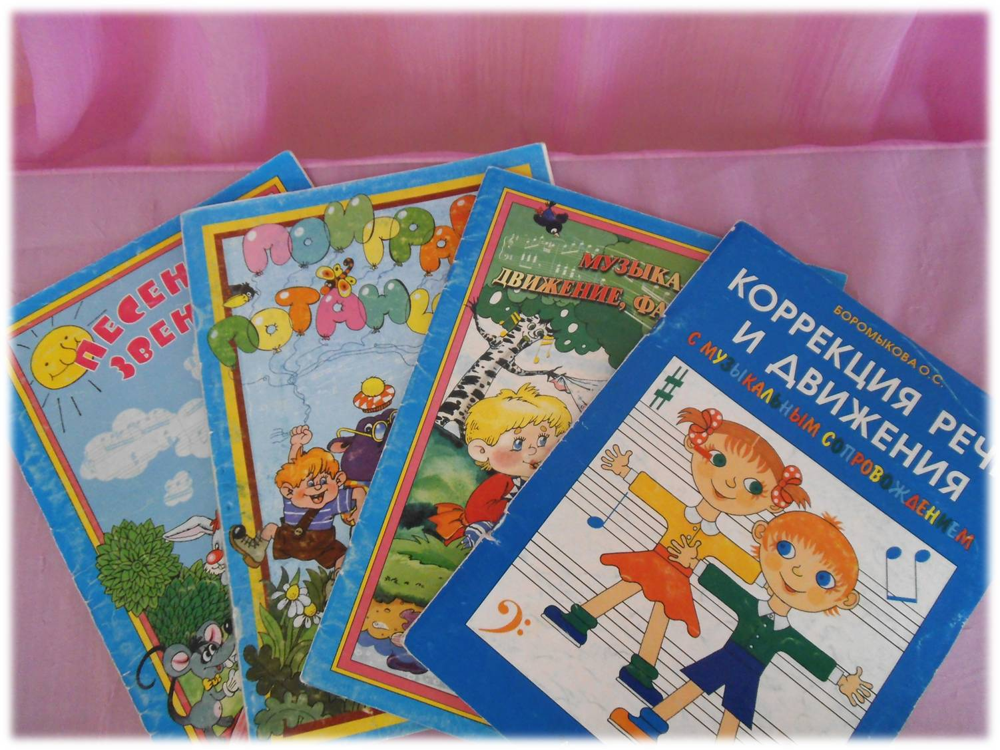 ПЕСЕН
ЗВЕН
ПОИГРА
ПОТАНЦ
МУЗЫКА
ДВИЖЕНИЕ, ФА
БОРОМЫКОВА О.С.
КОРРЕКЦИЯ РЕЧ
И ДВИЖЕНИЯ
С МУЗЫКАЛЬНЫМ СОПРОВОЖДЕНИЕМ